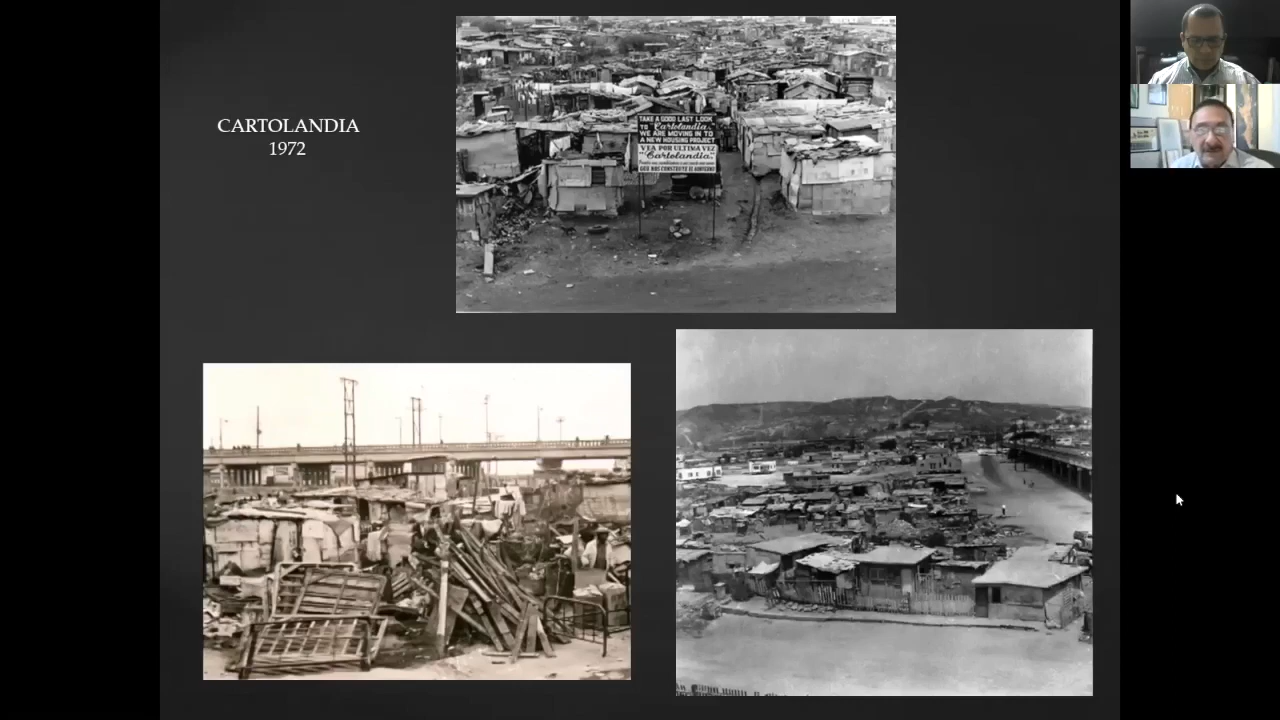 CARTOLANDIA
1972
TAKE A GOOD LAST LOOK
TO "Cartolandia."
WE ARE MOVING IN TO
A NEW HOUSING PROJECT
VEA POR ULTIMA VEZ
"Cartolandia."